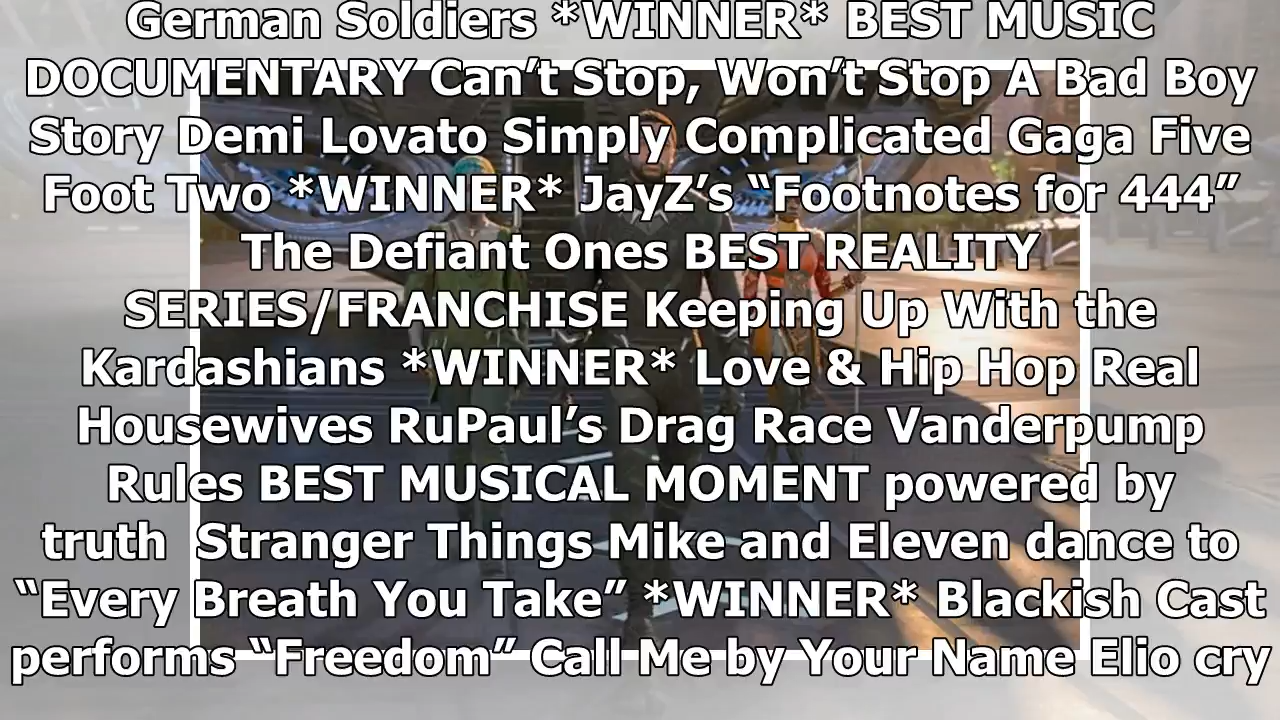 German Soldiers *WINNER* BEST MUSIC
DOCUMENTARY Can’t Stop, Won’t Stop A Bad Boy
Story Demi Lovato Simply Complicated Gaga Five
Foot Two *WINNER* JayZ’s “Footnotes for 444”
The Defiant Ones BEST REALITY
SERIES/FRANCHISE Keeping Up With the
Kardashians *WINNER* Love & Hip Hop Real
Housewives RuPaul’s Drag Race Vanderpump
Rules BEST MUSICAL MOMENT powered by
truth  Stranger Things Mike and Eleven dance to
“Every Breath You Take” *WINNER* Blackish Cast
performs “Freedom” Call Me by Your Name Elio cry